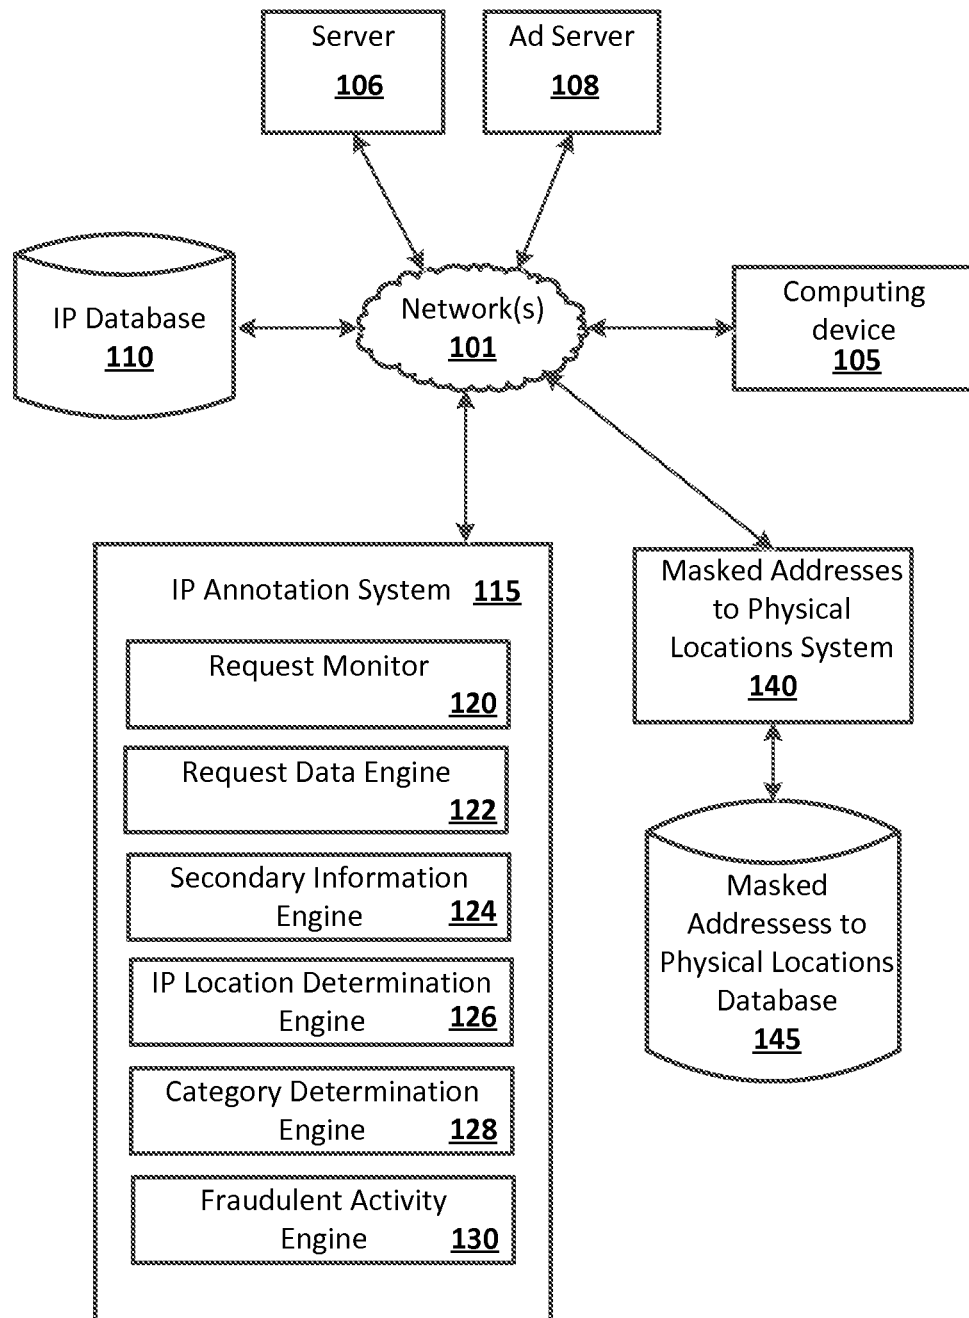 Server
106
Ad Server
108
IP Database
110
Network(s)
101
Computing
device
105
IP Annotation System 115
Request Monitor
120
Request Data Engine
122
Secondary Information
Engine 124
IP Location Determination
Engine 126
Category Determination
Engine 128
Fraudulent Activity
Engine 130
Masked Addresses
to Physical
Locations System
140
Masked
Addressess to
Physical Locations
Database
145